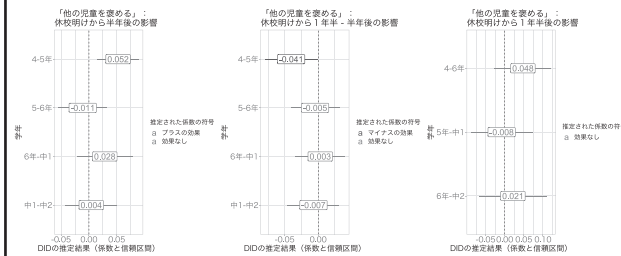 「他の児童を褒める」：
休校明けから半年後の影響
4-5年
0.052
5-6年
-0.011
6年-中1
0.028
中1-中2
0.004
学年
-0.05 0.00 0.05
DIDの推定結果（係数と信頼区間）
推定された係数の符号
a プラスの効果
a 効果なし
「他の児童を褒める」：
休校明けから１年半 - 半年後の影響
4-5年
-0.041
5-6年
-0.005
6年-中1
0.003
中1-中2
-0.007
学年
-0.05 0.00
DIDの推定結果（係数と信頼区間）
推定された係数の符号
a マイナスの効果
a 効果なし
「他の児童を褒める」：
休校明けから１年半後の影響
4-6年
0.048
5年-中1
-0.008
6年-中2
0.021
学年
-0.05 0.00 0.05 0.10
DIDの推定結果（係数と信頼区間）
推定された係数の符
a 効果なし